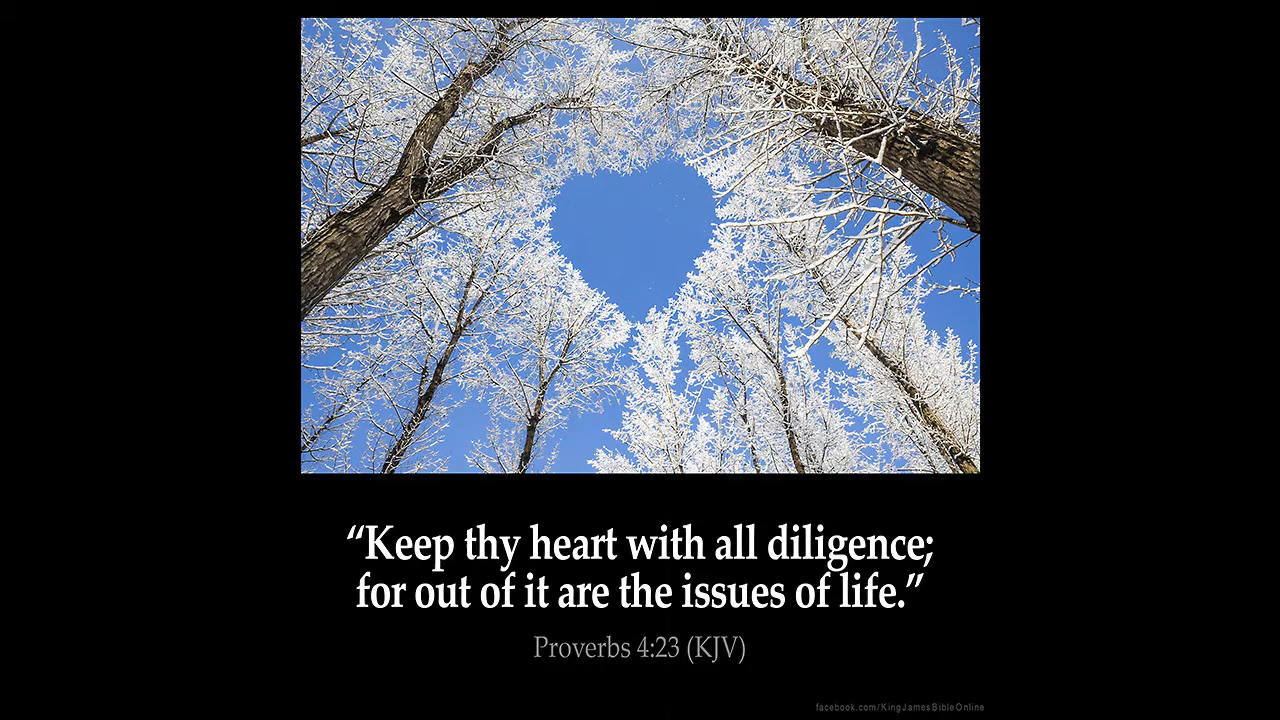 “Keep thy heart with all diligence;
for out of it are the issues of life.”
Proverbs 4:23 (KJV)
facebook.com/KingJamesBibleOnline